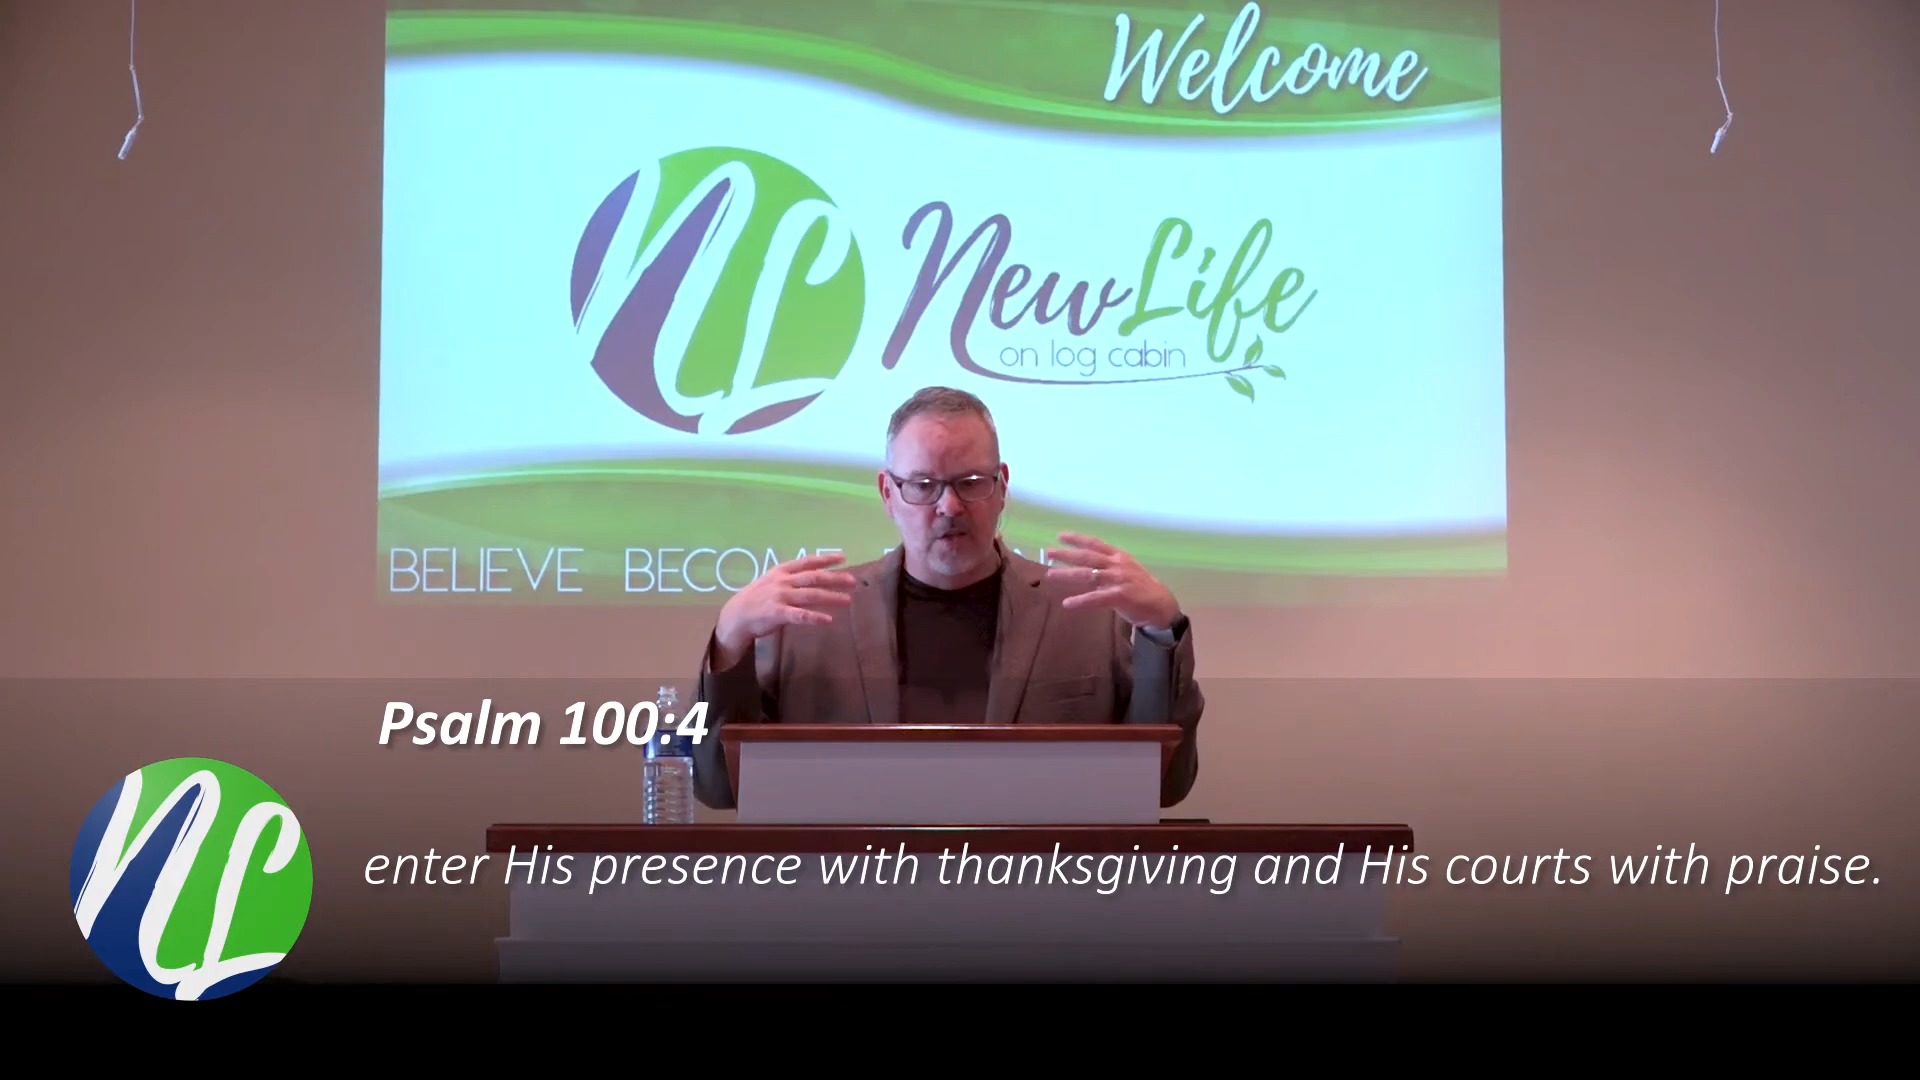 Welcome
NL
NewLife
on log cabin
BELIEVE BECOME
Psalm 100:4
NL
enter His presence with thanksgiving and His courts with praise.